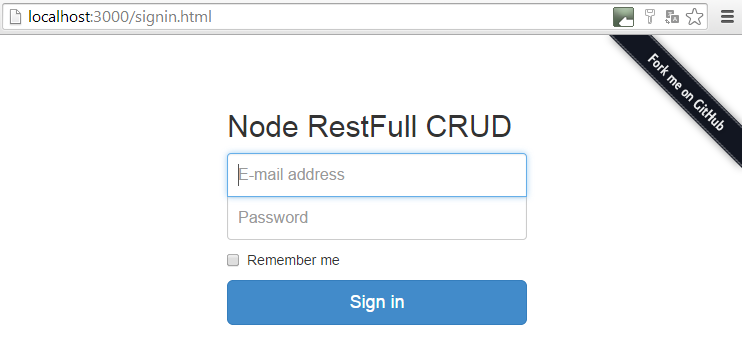 localhost:3000/signin.html
Fork me on GitHub
Node RestFull CRUD
E-mail address
Password
Remember me
Sign in